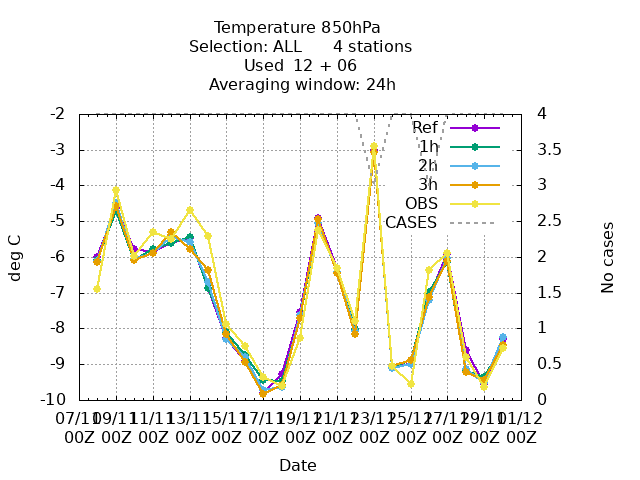 Temperature 850hPa
Selection: ALL 4 stations
Used 12 + 06
Averaging window: 24h
-2
-3
-4
-5
-6
-7
-8
-9
-10
deg C
4
3.5
3
2.5
2
1.5
1
0.5
0
No cases
Ref
1h
2h
3h
OBS
CASES
07/11 09/11 11/11 13/11 15/11 17/11 19/11 21/11 23/11 25/11 27/11 29/11 01/12
00Z 00Z 00Z 00Z 00Z 00Z 00Z 00Z 00Z 00Z 00Z 00Z 00Z
Date